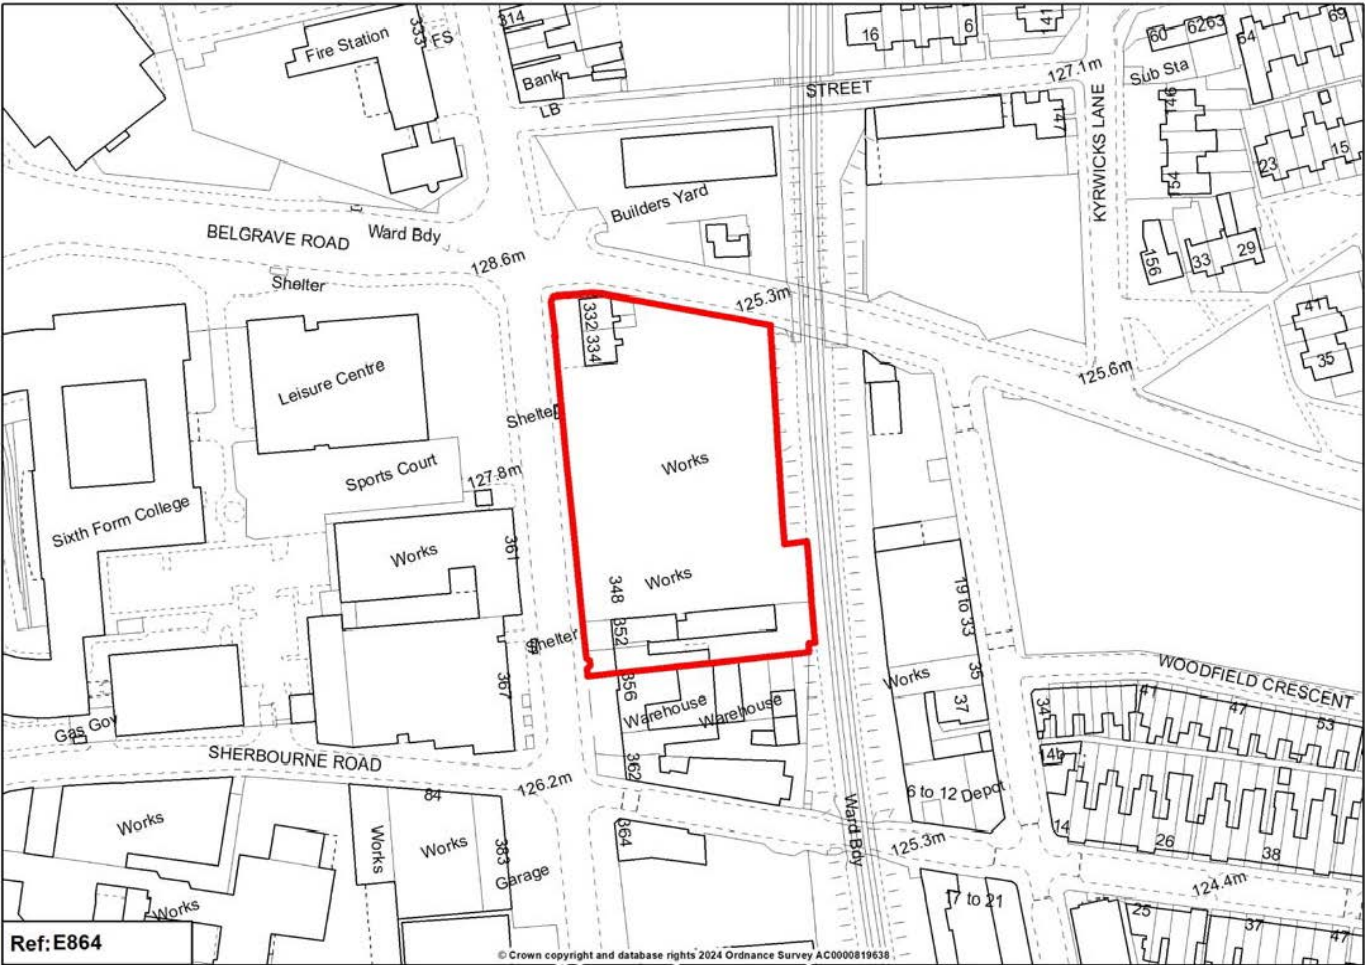 314
333
FS
Fire Station
Bank
LB
16
6
141
60
62
63
64
69
127.1m
Sub Sta
STREET
KYRWICKS LANE
147
146
154
23
15
Builders Yard
BELGRAVE ROAD
Ward Bdy
128.6m
Shelter
156
33
29
125.3m
332
334
41
35
125.6m
Leisure Centre
Shelter
Sports Court
127.8m
Works
Sixth Form College
Works
361
348
Works
19 to 33
352
Shelter
35
356
367
Works
37
WOODFIELD CRESCENT
34
41
47
53
Warehouse
Warehouse
Gas Gov
SHERBOURNE ROAD
362
14b
126.2m
6 to 12
Depot
84
Works
Works
Works
383
364
Ward Bdy
14
26
38
125.3m
Garage
124.4m
17 to 21
25
37
47
Works
Ref:E864
© Crown copyright and database rights 2024 Ordnance Survey AC0000819638